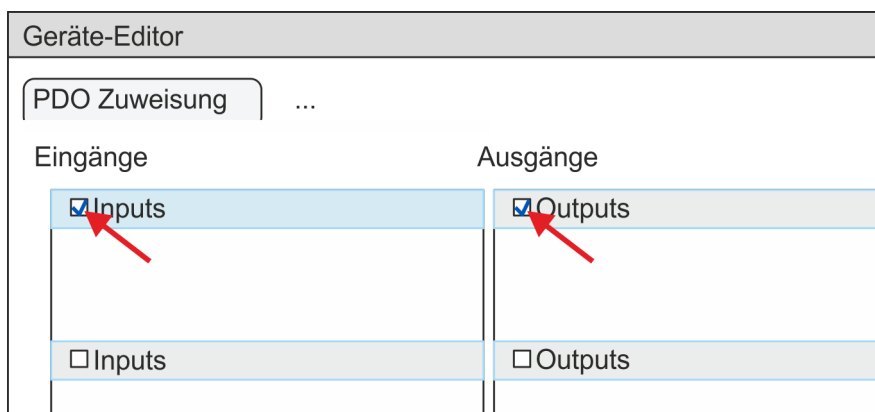 Geräte-Editor
PDO Zuweisung ...
Eingänge Ausgänge
Inputs Outputs
Inputs Outputs